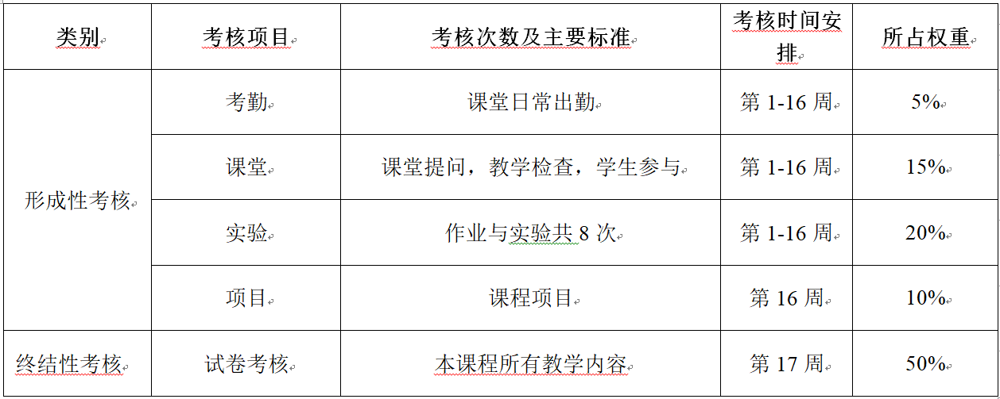 类别 考核项目 考核次数及主要标准 考核时间安
排 所占权重
形成性考核 考勤 课堂日常出勤 第 1-16 周 5%
课堂 课堂提问，教学检查，学生参与 第 1-16 周 15%
实验 作业与实验共 8 次 第 1-16 周 20%
项目 课程项目 第 16 周 10%
终结性考核 试卷考核 本课程所有教学内容 第 17 周 50%